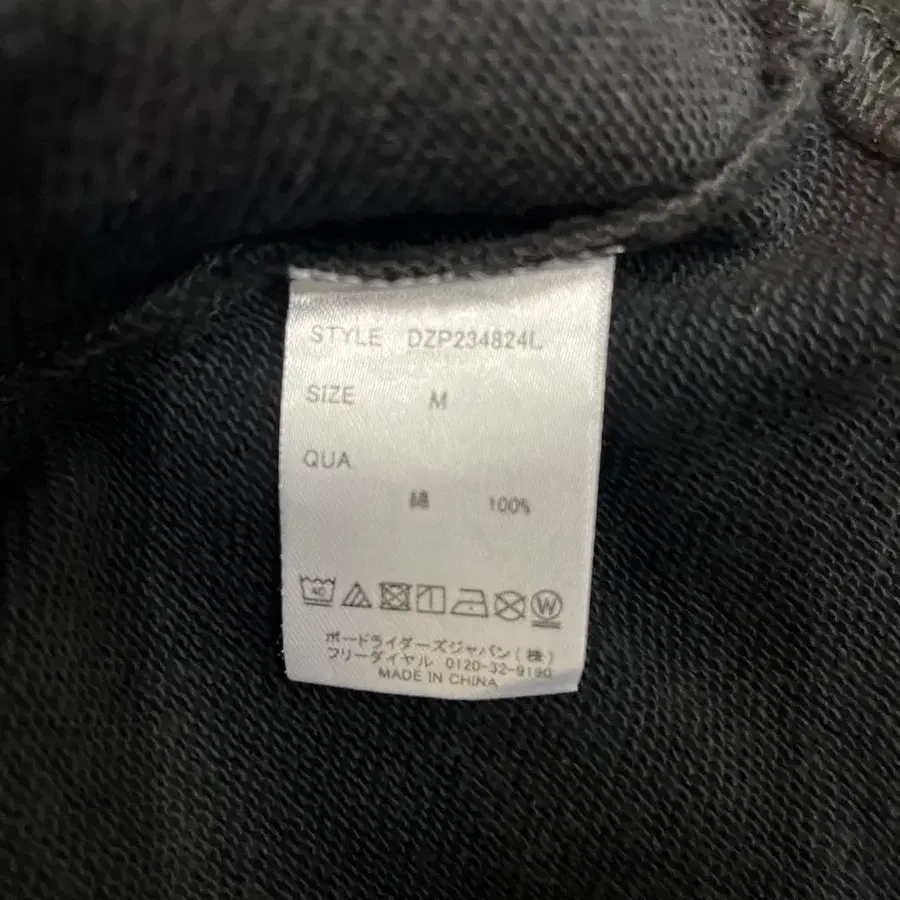 STYLE DZP234824L
SIZE M
QUA
綿 100%
40
W
ボードライダーズジャパン(株)
フリーダイヤル 0120-32-9190
MADE IN CHINA